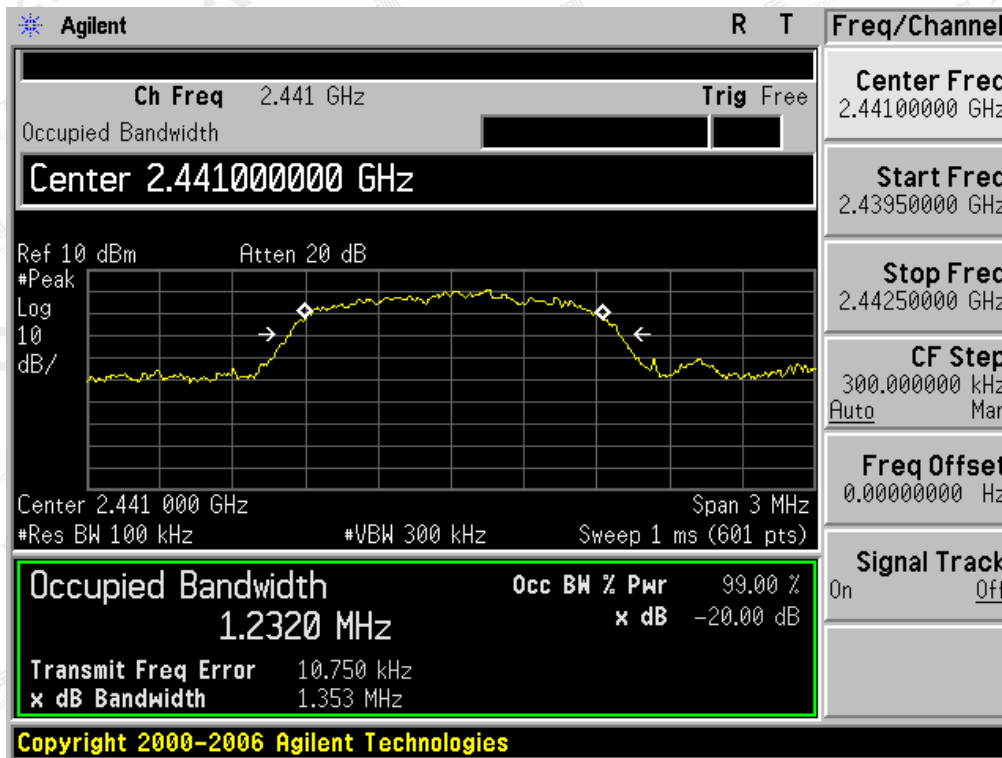 Agilent
R T
Freq/Channel
Ch Freq 2.441 GHz
Trig Free
Occupied Bandwidth
Center 2.441000000 GHz
Ref 10 dBm
Atten 20 dB
#Peak
Log
10
dB/
Center 2.441 000 GHz
Span 3 MHz
#Res BW 100 kHz
#VBW 300 kHz
Sweep 1 ms (601 pts)
Occupied Bandwidth
1.2320 MHz
Occ BW % Pwr 99.00 %
x dB -20.00 dB
Transmit Freq Error 10.750 kHz
x dB Bandwidth 1.353 MHz
Copyright 2000-2006 Agilent Technologies
Center Freq
2.44100000 GHz
Start Freq
2.43950000 GHz
Stop Freq
2.44250000 GHz
CF Step
300.000000 kHz
Auto Man
Freq Offset
0.00000000 Hz
Signal Track
On Off